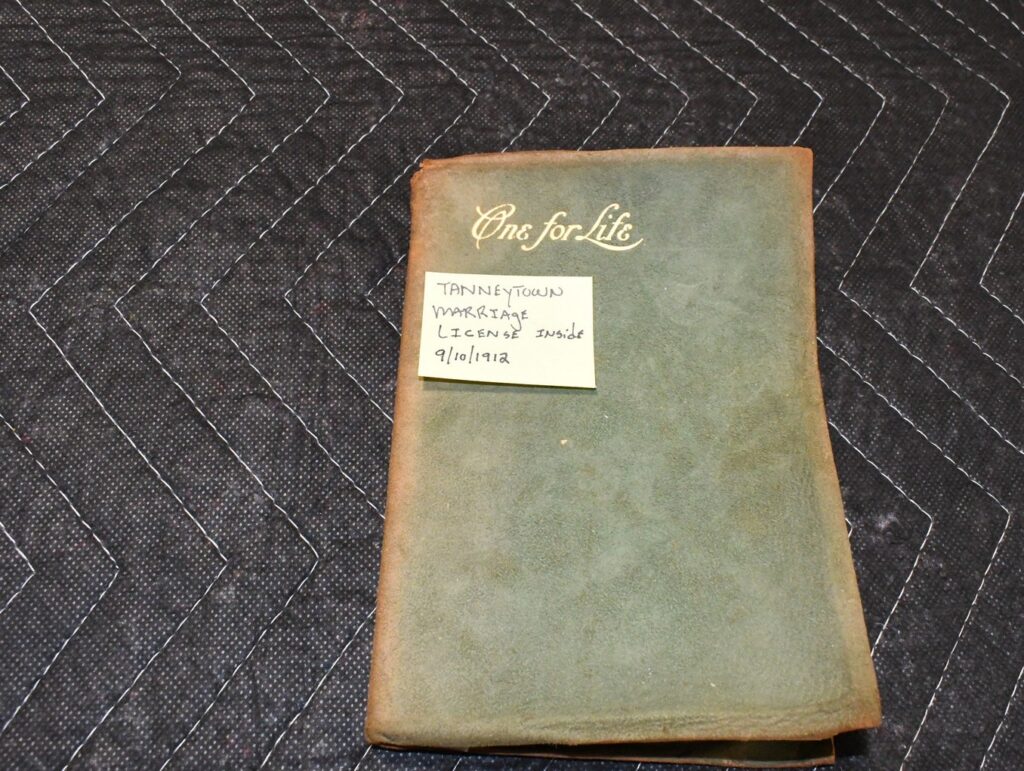 One for Life
TANNEYTOWN
MARRIAgE
LICENSE INSidE
9/10/1912